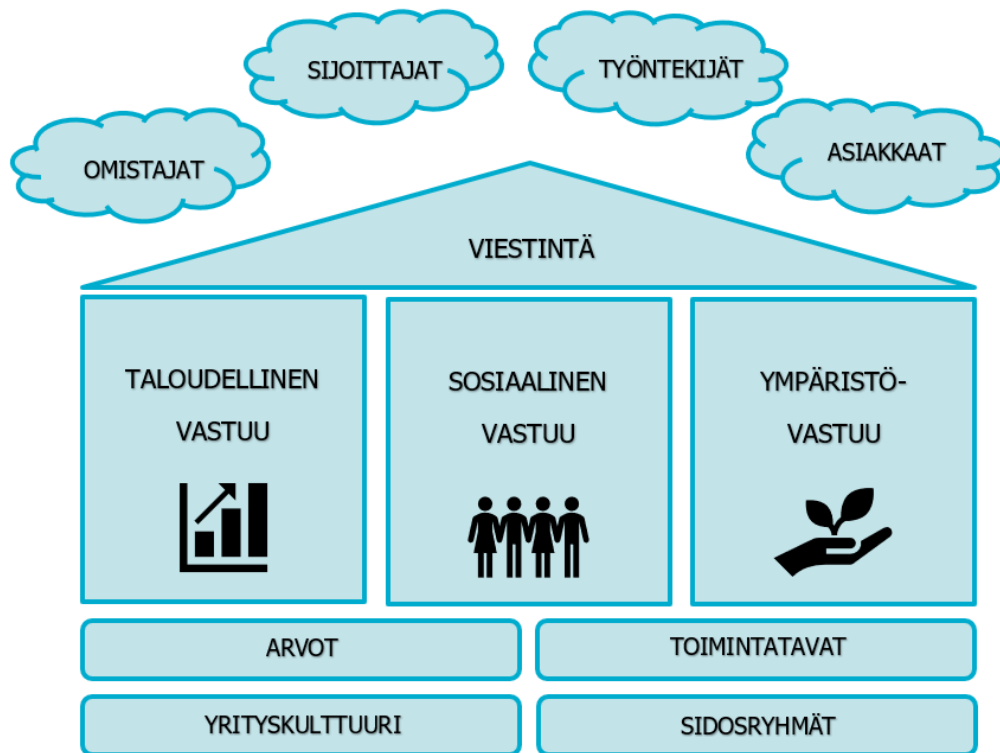 SIJOITTAJAT
TYÖNTEKIJÄT
OMISTAJAT
ASIAKKAAT
VIESTINTÄ
TALOUDELLINEN
VASTUU
SOSIAALINEN
VASTUU
YMPÄRISTÖ-
VASTUU
ARVOT
TOIMINTATAVAT
YRITYSKULTTUURI
SIDOSRYHMÄT